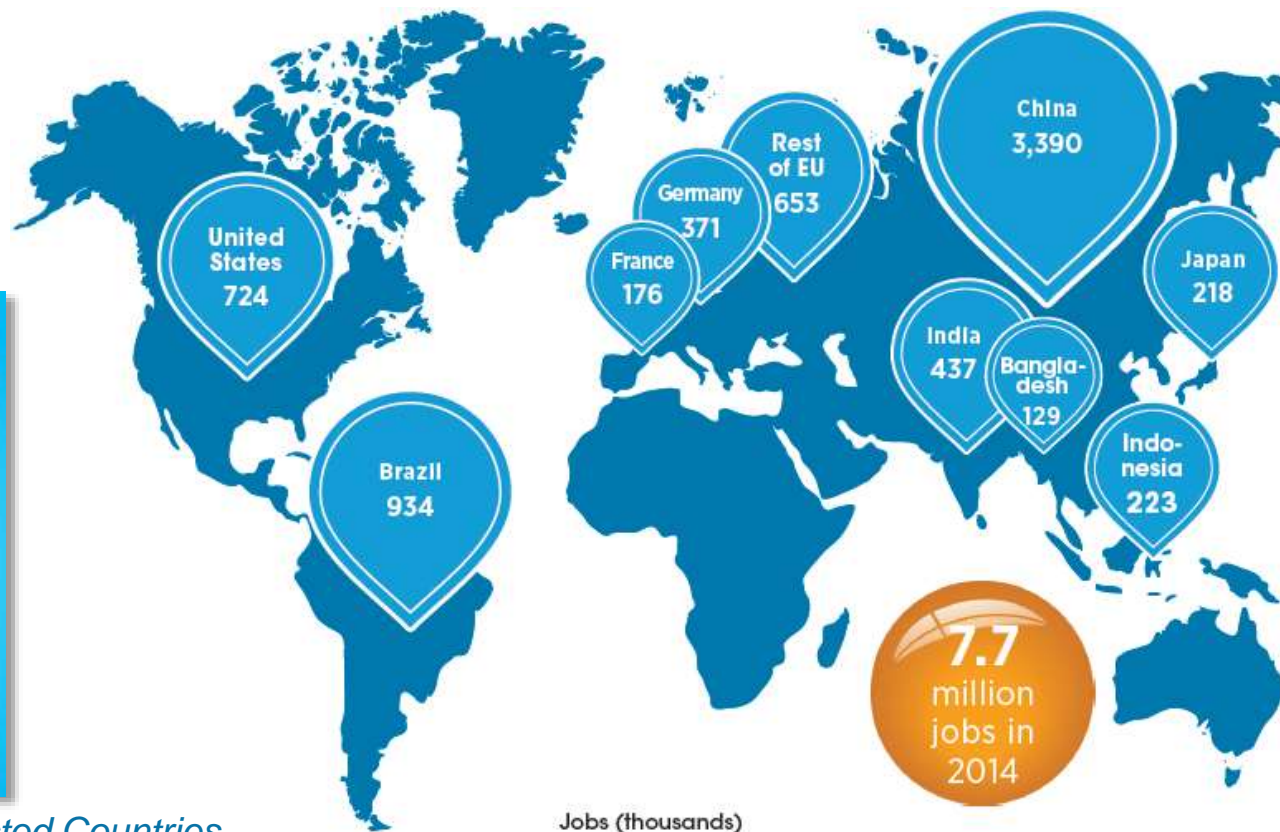 United
States
724
Brazil
934
France
176
Germany
371
Rest
of EU
653
China
3,390
Japan
218
India
437
Bangla-
desh
129
Indo-
nesia
223
7.7
million
jobs in
2014
Countries
Jobs (thousands)